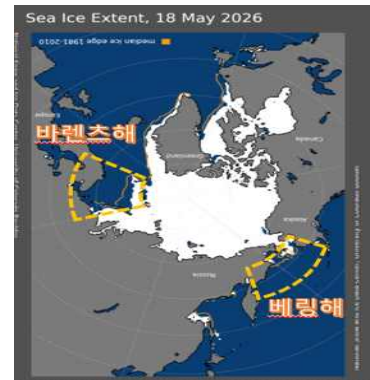 Sea Ice Extent, 18 May 2026
median ice edge 1981-2010
Europe
바렌츠해
Canada
Greenland
Alaska
Russia
베링해